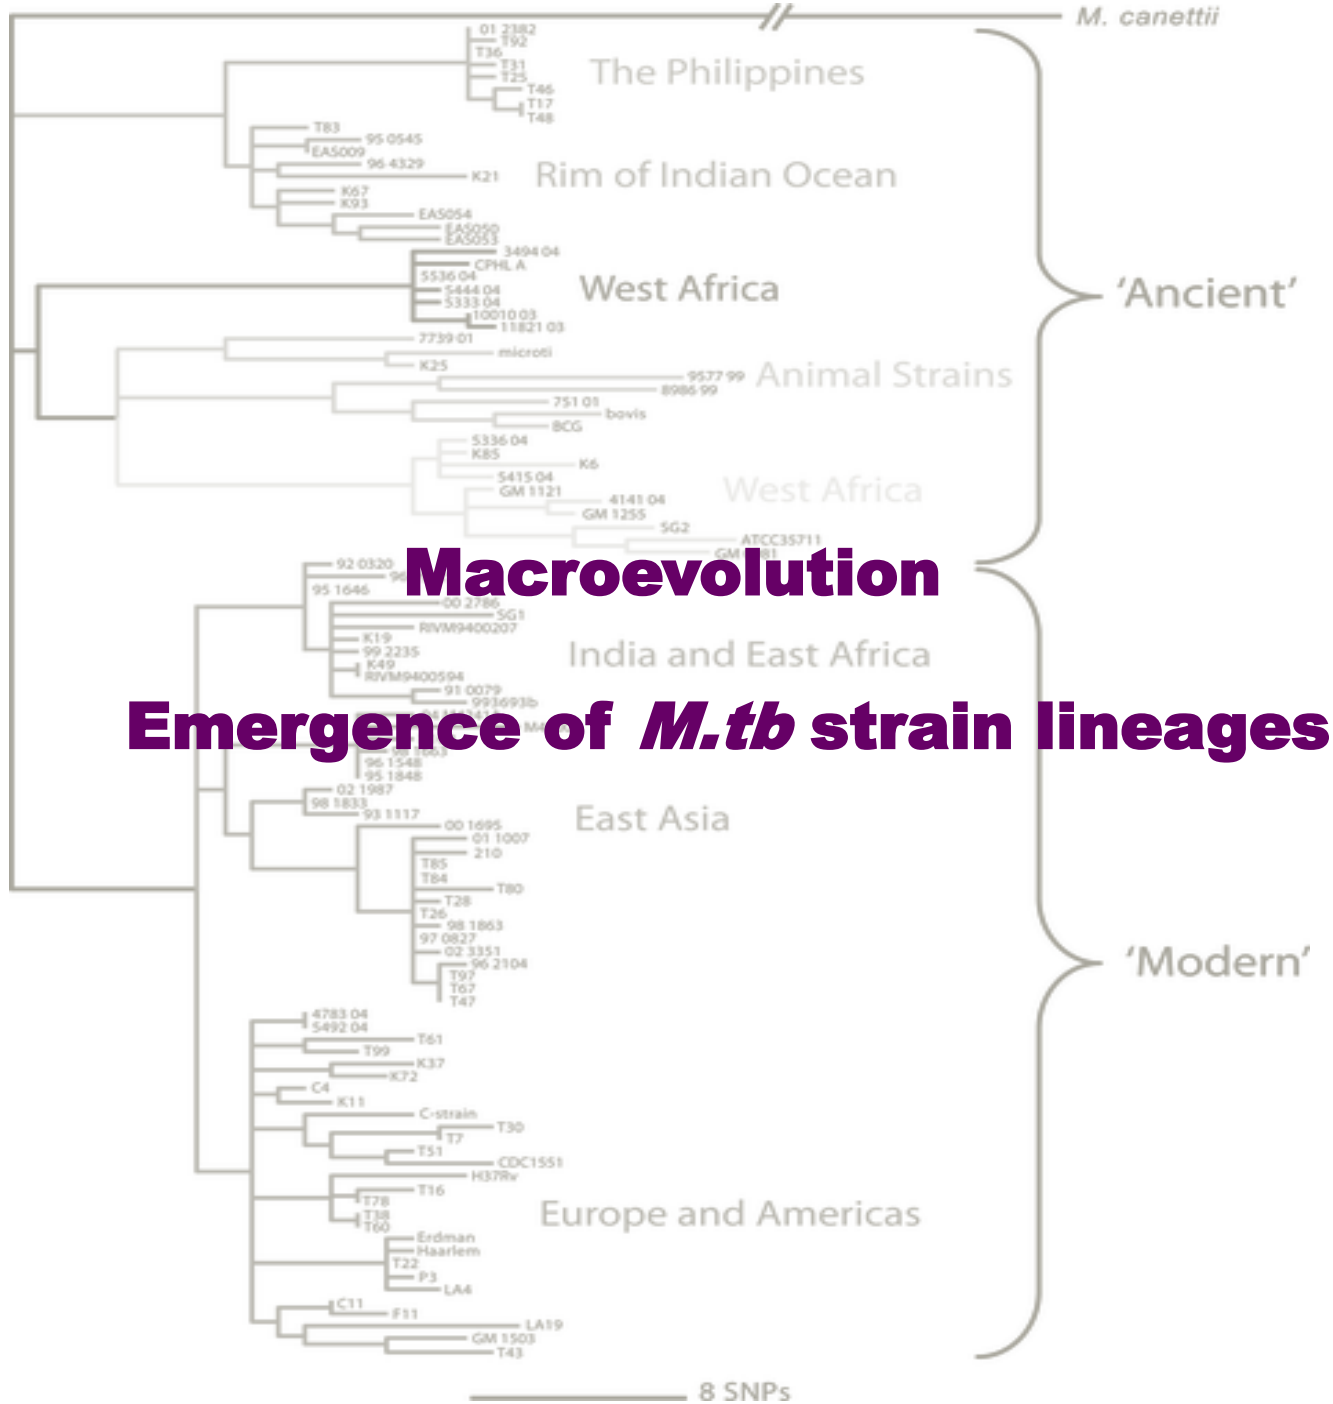 M. canettii
01 2382
T92
T36
T31
T25
The Philippines
T46
T17
T48
T83
95 0545
EAS009
96 4329
K21
Rim of Indian Ocean
K67
K93
EAS054
EAS050
EAS053
3494 04
CPHL A
5536 04
5444 04
5333 04
10010 03
11821 03
West Africa
'Ancient'
7739 01
microti
K25
9577 99
8986 99
Animal Strains
751 01
bovis
BCG
5336 04
K85
K6
5415 04
GM 1121
4141 04
GM 1255
West Africa
SG2
ATCC35711
GM
92 0320
96
Macroevolution
95 1646
00 2786
SG1
RIVM9400207
K19
99 2235
K49
RIVM9400594
India and East Africa
91 0079
993693b
Emergence of M.tb strain lineages
96 1548
95 1848
02 1987
98 1833
93 1117
East Asia
00 1695
01 1007
210
T85
T84
T80
T28
T26
98 1863
97 0827
02 3351
96 2104
T97
T67
T47
'Modern'
4783 04
5492 04
T61
T99
K37
K72
C4
K11
C-strain
T30
T7
T51
CDC1551
H37Rv
T16
T78
T38
T60
Europe and Americas
Erdman
Haarlem
T22
P3
LA4
C11
F11
LA19
GM 1503
T43
8 SNPs